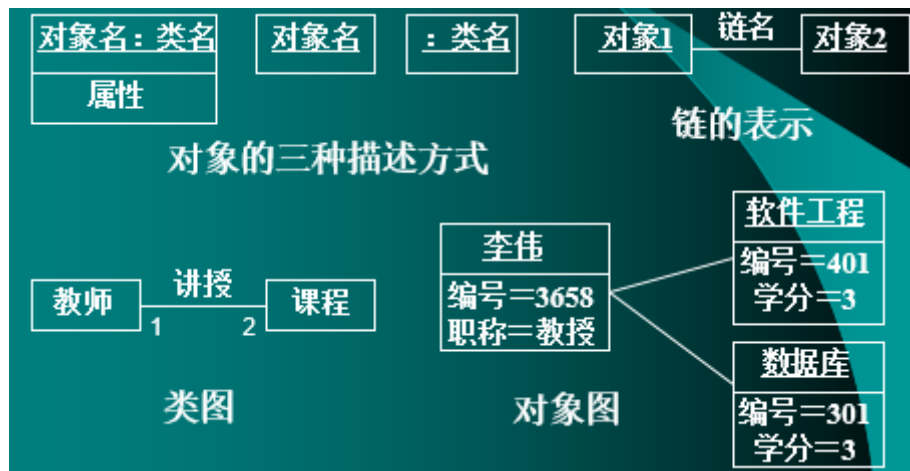 对象名：类名
属性
对象名
：类名
对象的三种描述方式
对象1
链名
对象2
链的表示
教师
讲授
1
2
课程
类图
李伟
编号＝3658
职称＝教授
软件工程
编号＝401
学分＝3
数据库
编号＝301
学分＝3
对象图